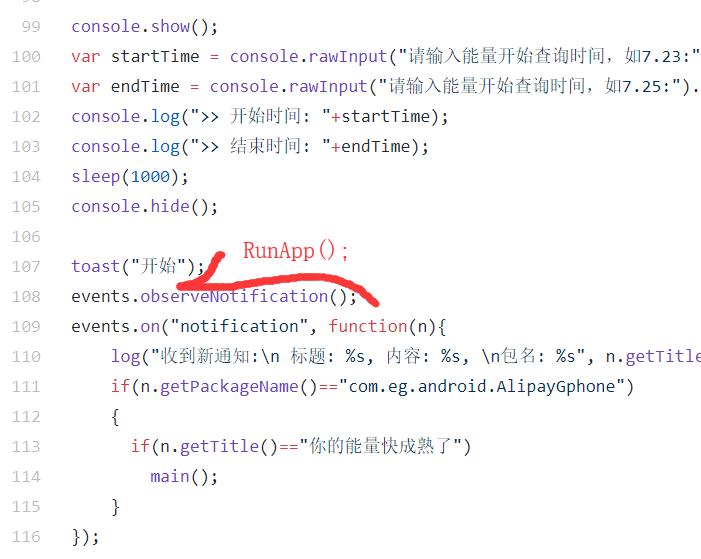 99 console.show();
100 var startTime = console.rawInput("请输入能量开始查询时间，如7.23:"
101 var endTime = console.rawInput("请输入能量开始查询时间，如7.25:").
102 console.log(">> 开始时间: "+startTime);
103 console.log(">> 结束时间: "+endTime);
104 sleep(1000);
105 console.hide();
106
RunApp();
107 toast("开始");
108 events.observeNotification();
109 events.on("notification", function(n){
110 log("收到新通知:\n 标题: %s, 内容: %s, \n包名: %s", n.getTitle
111 if(n.getPackageName()=="com.eg.android.AlipayGphone")
112 {
113 if(n.getTitle()=="你的能量快成熟了")
114 main();
115 }
116 });